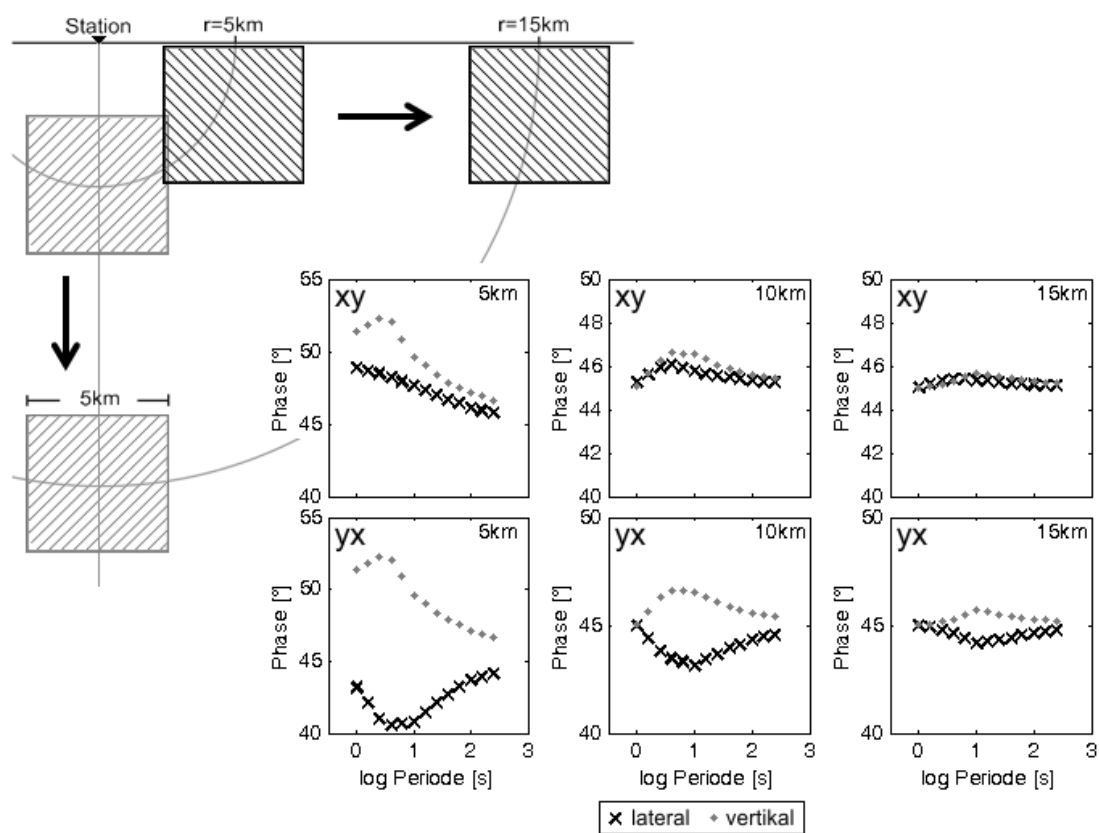 Station r=5km r=15km
5km
xy 5km
xy 10km
xy 15km
55
50
45
40
Phase [°]
50
48
46
44
42
40
Phase [°]
50
48
46
44
42
40
Phase [°]
yx 5km
yx 10km
yx 15km
55
50
45
40
Phase [°]
0 1 2 3
log Periode [s]
50
45
40
Phase [°]
0 1 2 3
log Periode [s]
50
45
40
Phase [°]
0 1 2 3
log Periode [s]
lateral vertikal